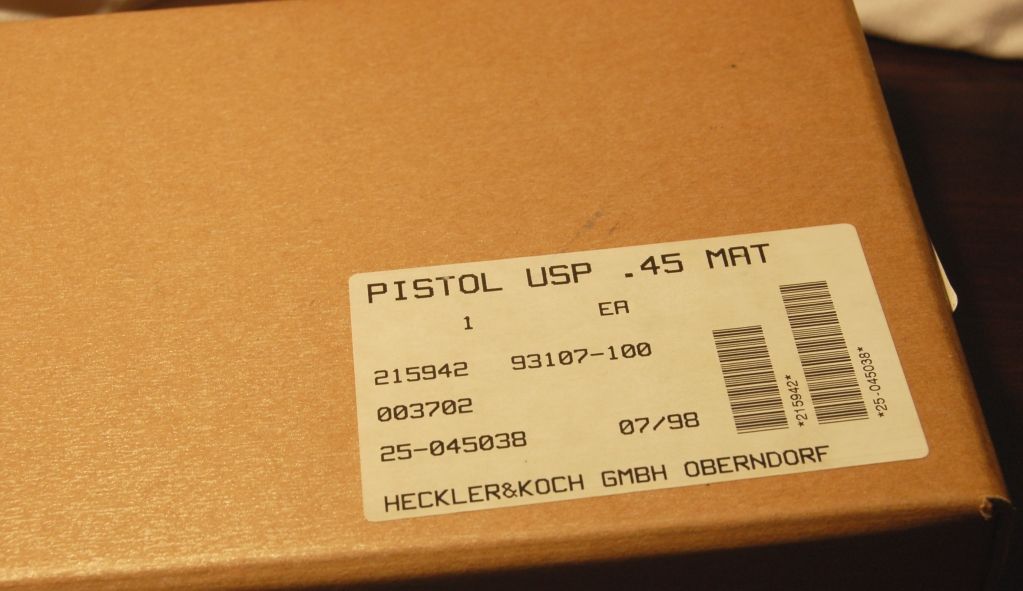 PISTOL USP .45 MAT
1 EA
215942 93107-100
003702
25-045038 07/98
HECKLER&KOCH GMBH OBERNDORF
*215942*
*25-045038*